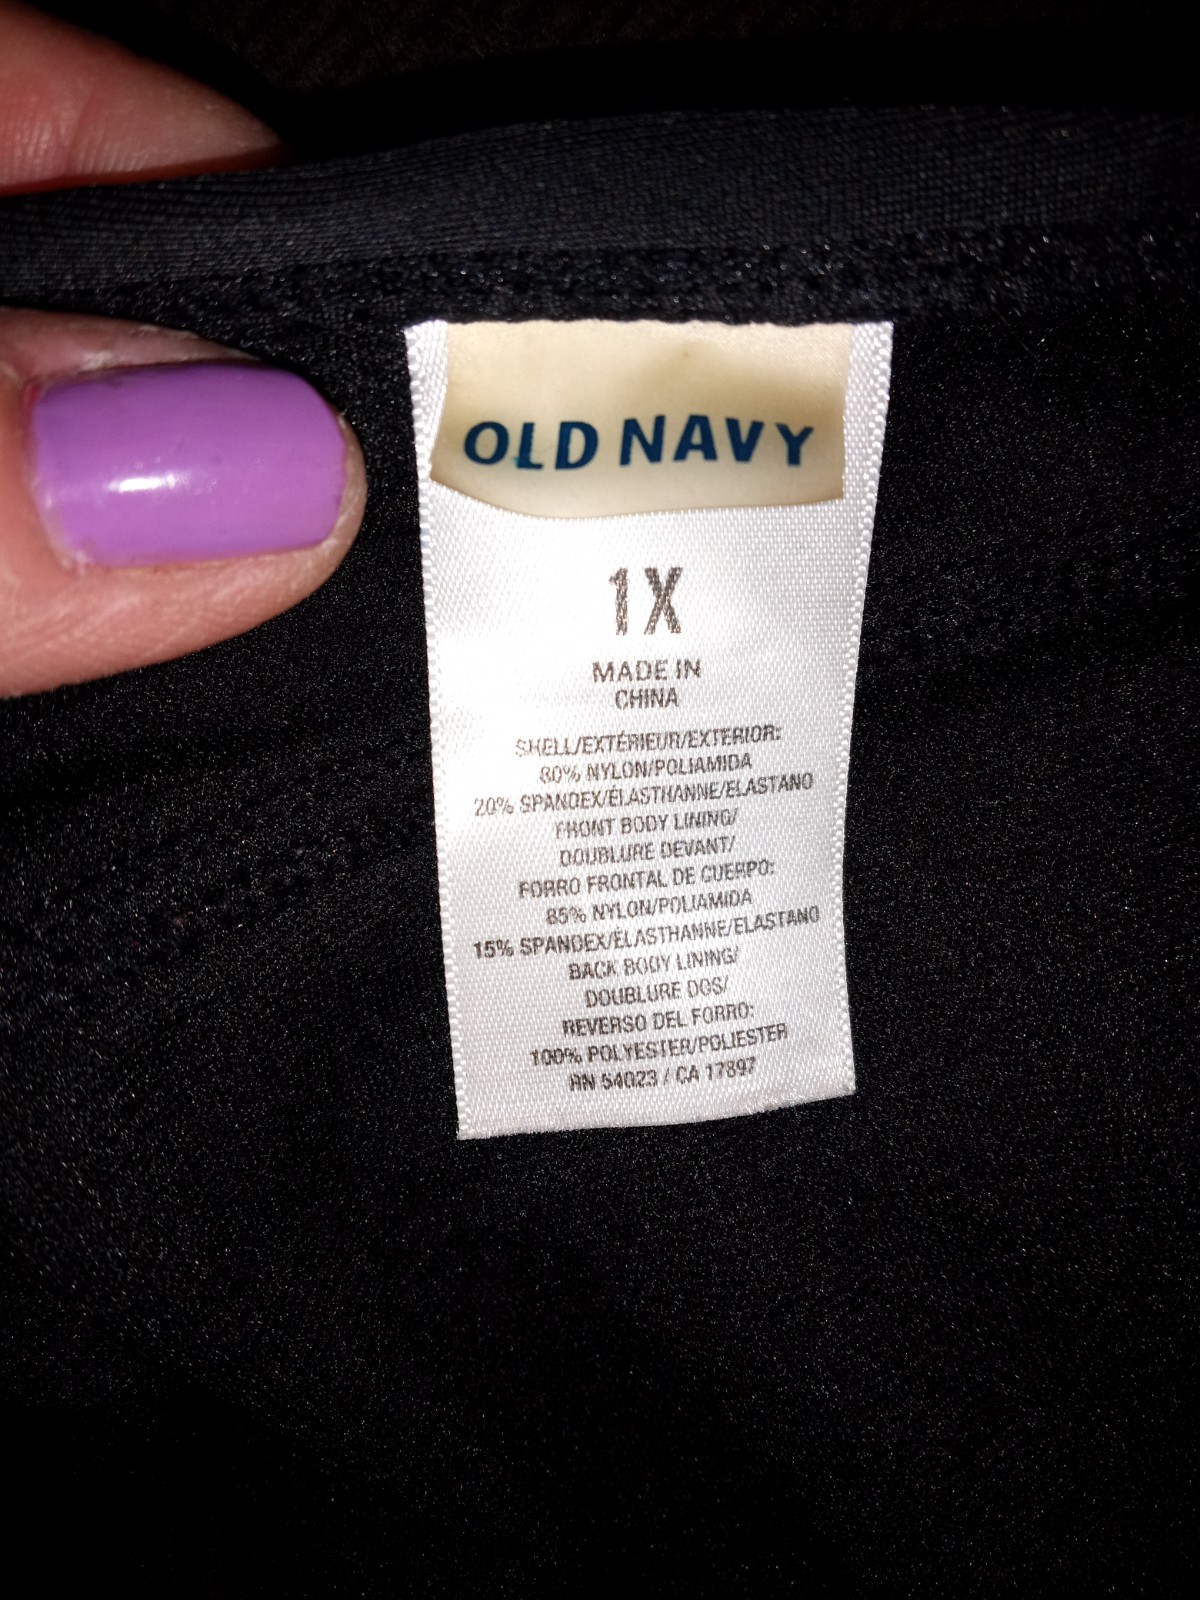 OLD NAVY
1X
MADE IN
CHINA
SHELL/EXTÉRIEUR/EXTERIOR:
80% NYLON/POLIAMIDA
20% SPANDEX/ÉLASTHANNE/ELASTANO
FRONT BODY LINING/
DOUBLURE DEVANT/
FORRO FRONTAL DE CUERPO:
85% NYLON/POLIAMIDA
15% SPANDEX/ÉLASTHANNE/ELASTANO
BACK BODY LINING/
DOUBLURE DOS/
REVERSO DEL FORRO:
100% POLYESTER/POLIESTER
RN 54023 / CA 17897